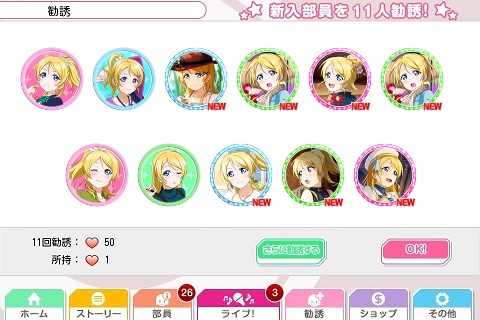 勧誘
新入部員を11人勧誘!
NEW
NEW
NEW
NEW
NEW
NEW
NEW
11回勧誘: 50
所持: 1
さらに勧誘する
OK!
26
3
ホーム
ストーリー
部員
ライブ!
勧誘
ショップ
その他